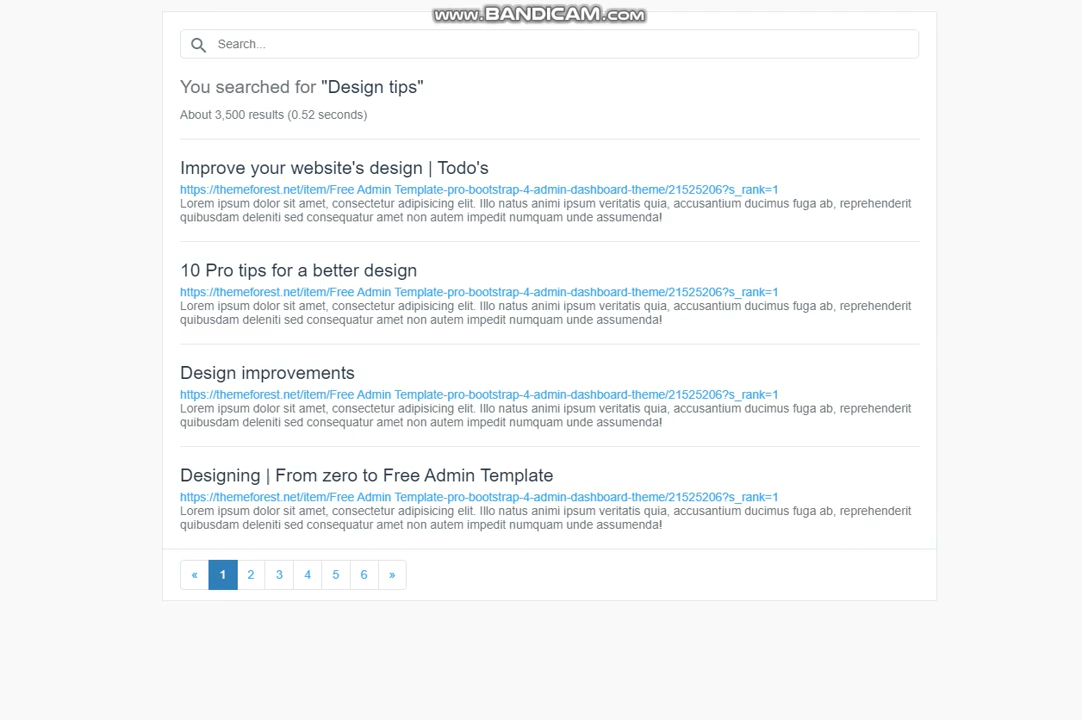 www.BANDICAM.com
Search...
You searched for "Design tips"
About 3,500 results (0.52 seconds)
Improve your website's design | Todo's
https://themeforest.net/item/Free Admin Template-pro-bootstrap-4-admin-dashboard-theme/21525206?s_rank=1
Lorem ipsum dolor sit amet, consectetur adipisicing elit. Illo natus animi ipsum veritatis quia, accusantium ducimus fuga ab, reprehenderit
quibusdam deleniti sed consequatur amet non autem impedit numquam unde assumenda!
10 Pro tips for a better design
https://themeforest.net/item/Free Admin Template-pro-bootstrap-4-admin-dashboard-theme/21525206?s_rank=1
Lorem ipsum dolor sit amet, consectetur adipisicing elit. Illo natus animi ipsum veritatis quia, accusantium ducimus fuga ab, reprehenderit
quibusdam deleniti sed consequatur amet non autem impedit numquam unde assumenda!
Design improvements
https://themeforest.net/item/Free Admin Template-pro-bootstrap-4-admin-dashboard-theme/21525206?s_rank=1
Lorem ipsum dolor sit amet, consectetur adipisicing elit. Illo natus animi ipsum veritatis quia, accusantium ducimus fuga ab, reprehenderit
quibusdam deleniti sed consequatur amet non autem impedit numquam unde assumenda!
Designing | From zero to Free Admin Template
https://themeforest.net/item/Free Admin Template-pro-bootstrap-4-admin-dashboard-theme/21525206?s_rank=1
Lorem ipsum dolor sit amet, consectetur adipisicing elit. Illo natus animi ipsum veritatis quia, accusantium ducimus fuga ab, reprehenderit
quibusdam deleniti sed consequatur amet non autem impedit numquam unde assumenda!
« 1 2 3 4 5 6 »